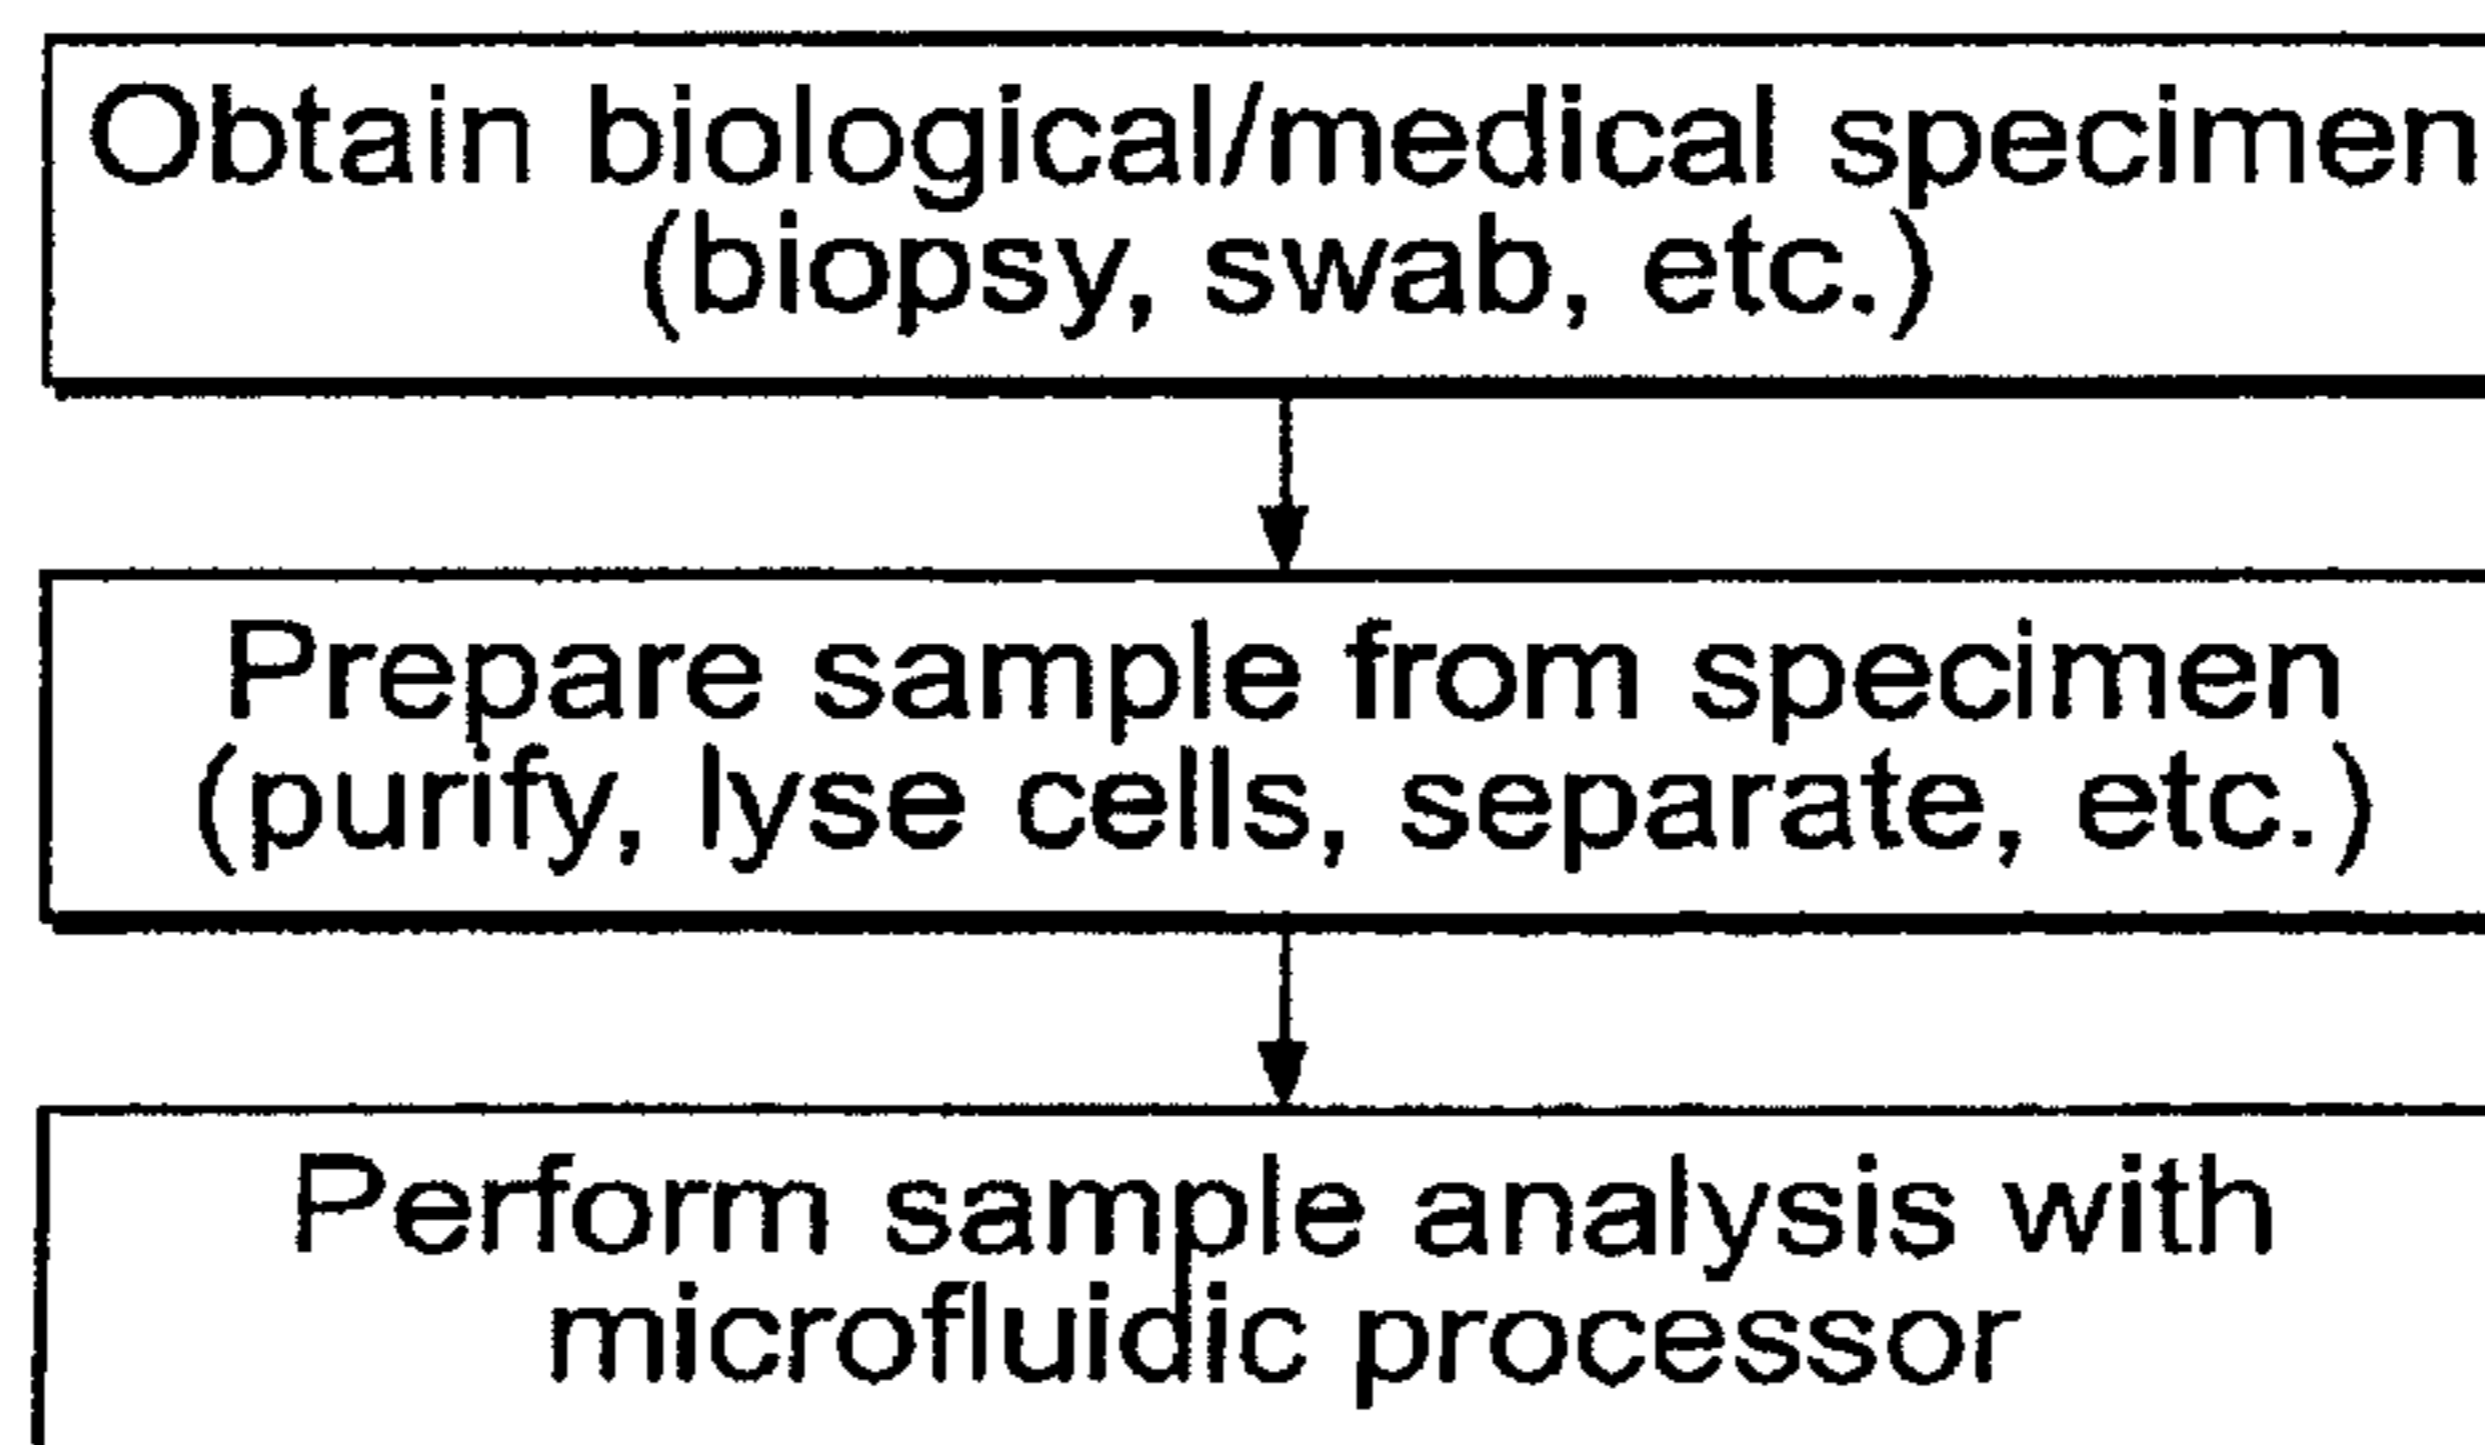 Obtain biological/medical specimen
(biopsy, swab, etc.)
Prepare sample from specimen
(purify, lyse cells, separate, etc.)
Perform sample analysis with
microfluidic processor